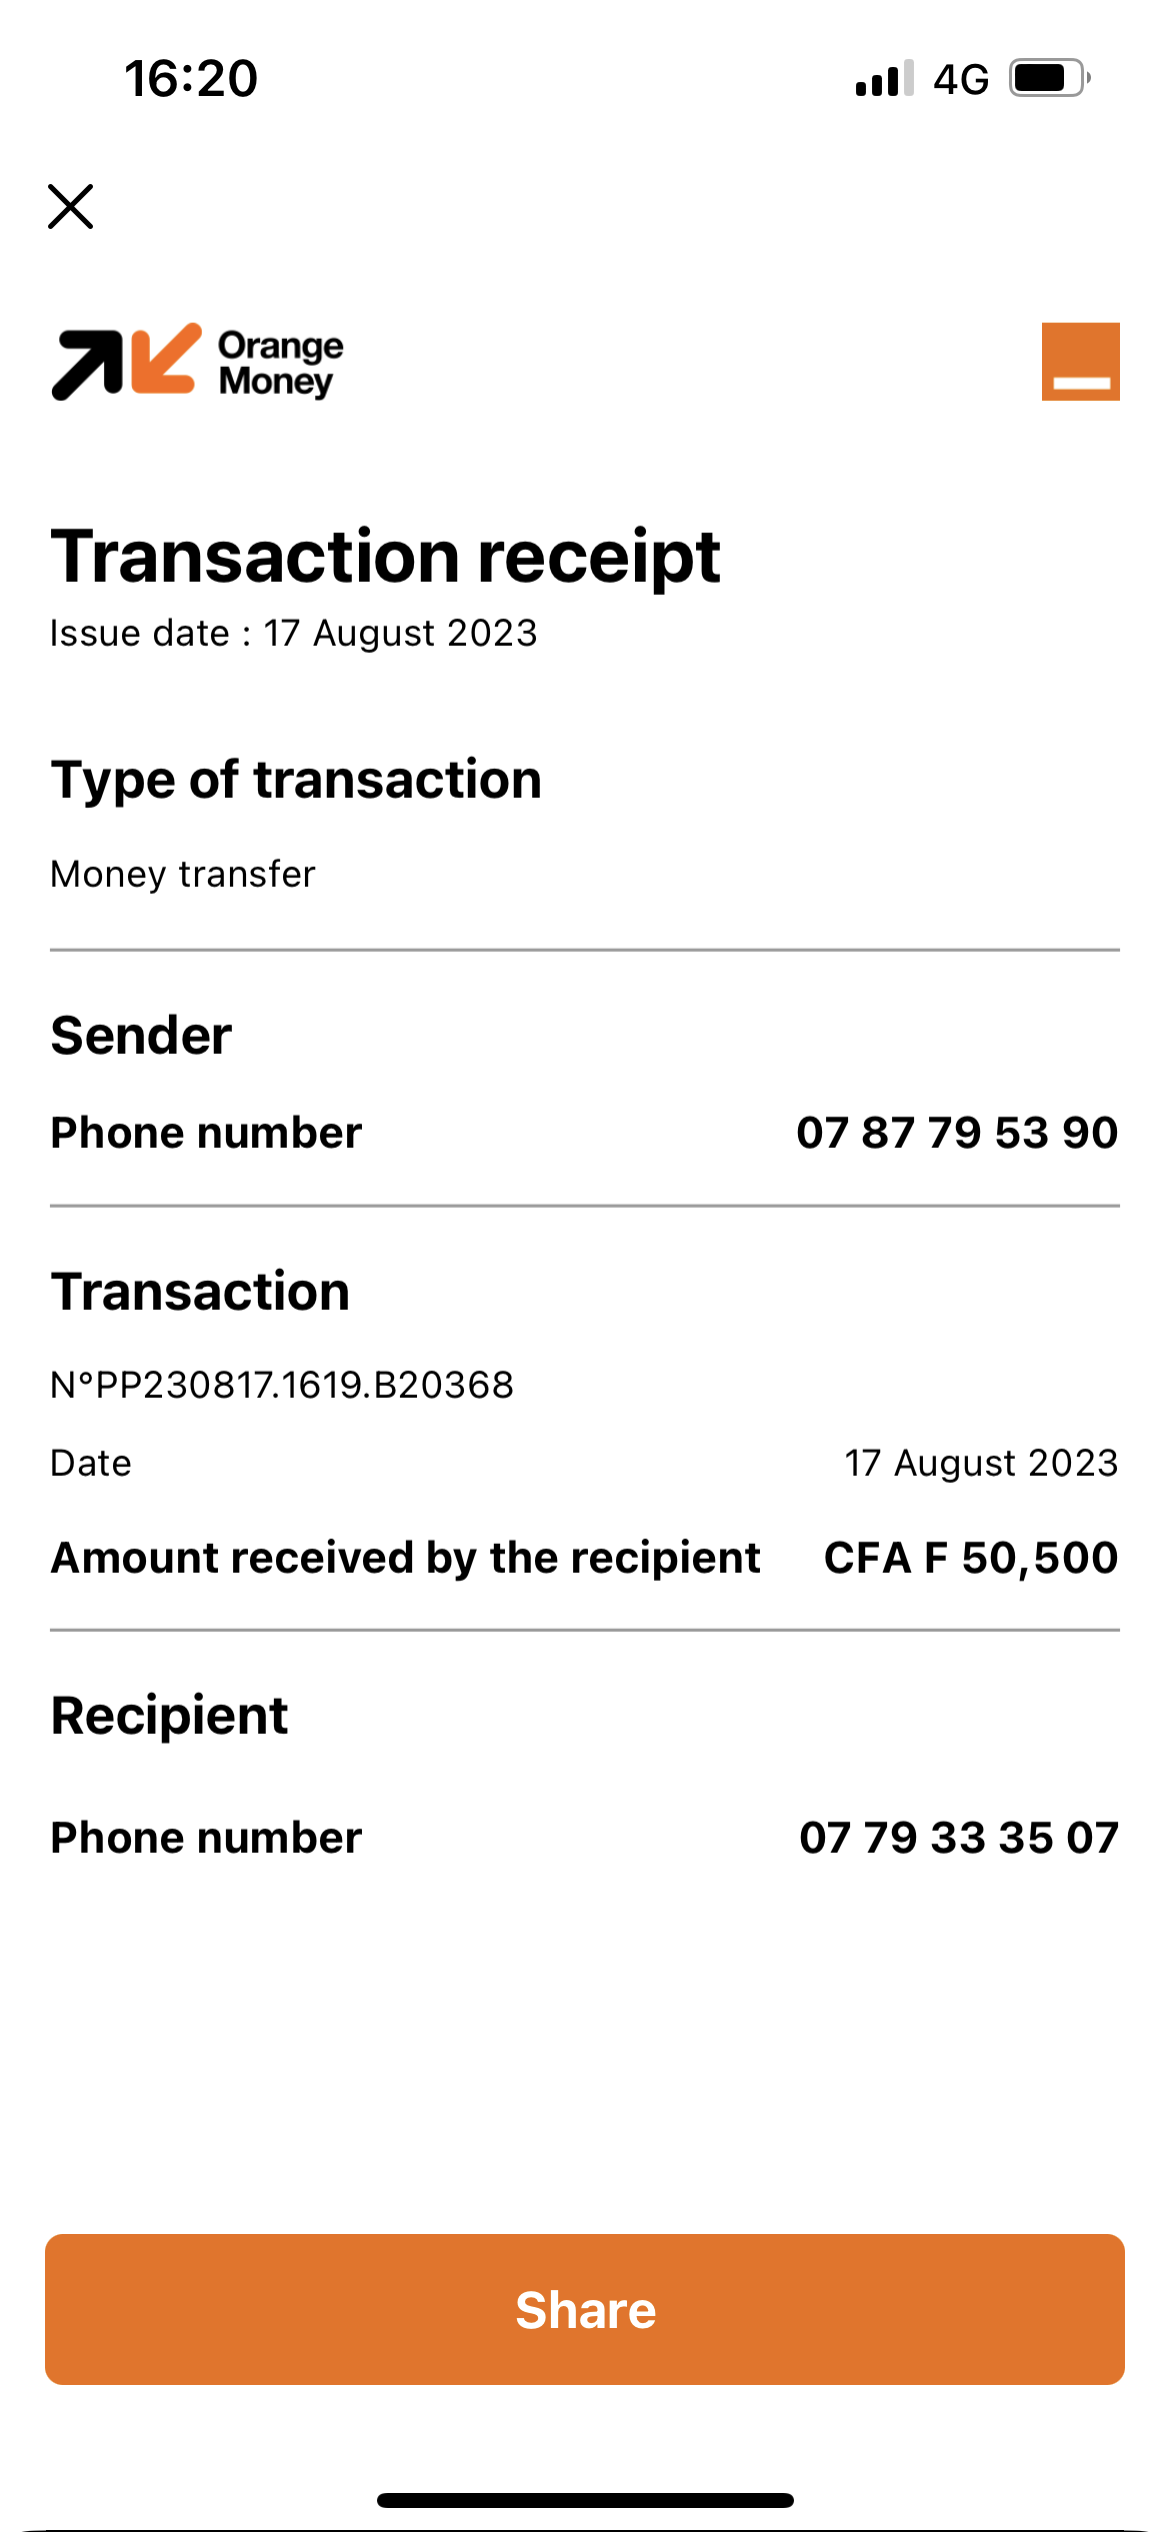 16:20 4G
Orange
Money
Transaction receipt
Issue date : 17 August 2023
Type of transaction
Money transfer
Sender
Phone number 07 87 79 53 90
Transaction
N°PP230817.1619.B20368
Date 17 August 2023
Amount received by the recipient CFA F 50,500
Recipient
Phone number 07 79 33 35 07
Share